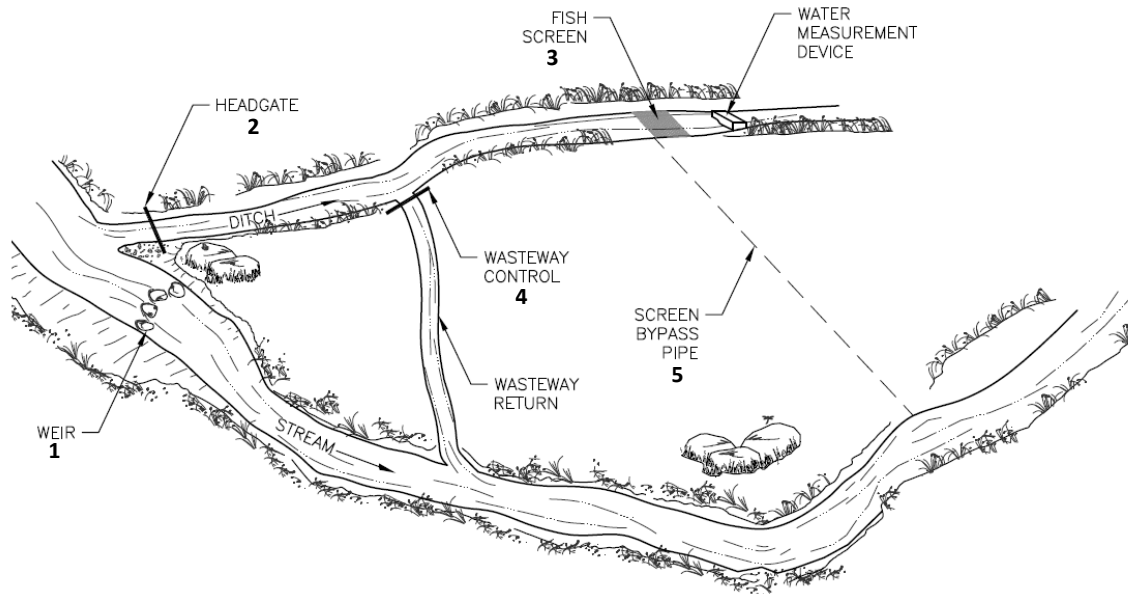 FISH
SCREEN
3
WATER
MEASUREMENT
DEVICE
HEADGATE
2
DITCH
WASTEWAY
CONTROL
4
SCREEN
BYPASS
PIPE
5
WASTEWAY
RETURN
WEIR
1
STREAM